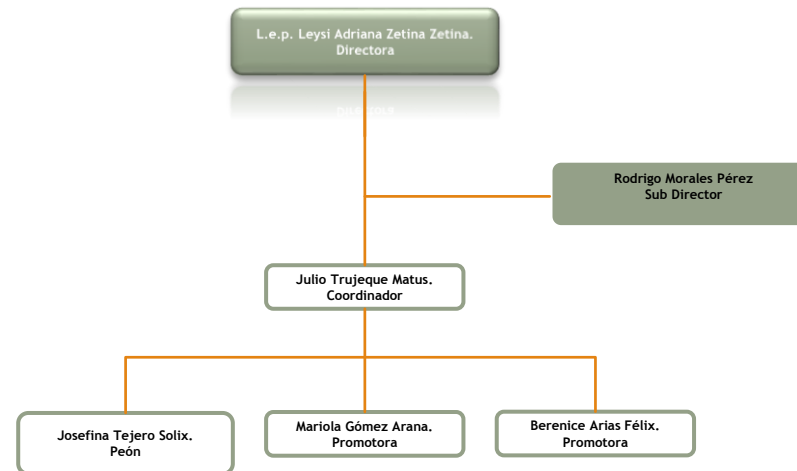 L.e.p. Leysi Adriana Zetina Zetina.
Directora
Rodrigo Morales Pérez
Sub Director
Julio Trujeque Matus.
Coordinador
Josefina Tejero Solix.
Peón
Mariola Gómez Arana.
Promotora
Berenice Arias Félix.
Promotora